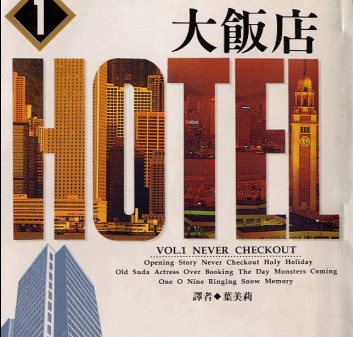 1
大飯店
HOTEL
VOL.1 NEVER CHECKOUT
Opening Story Never Checkout Holy Holiday
Old Suda Actress Over Booking The Day Monsters Coming
One O Nine Ringing Snow Memory
譯者◆葉美莉